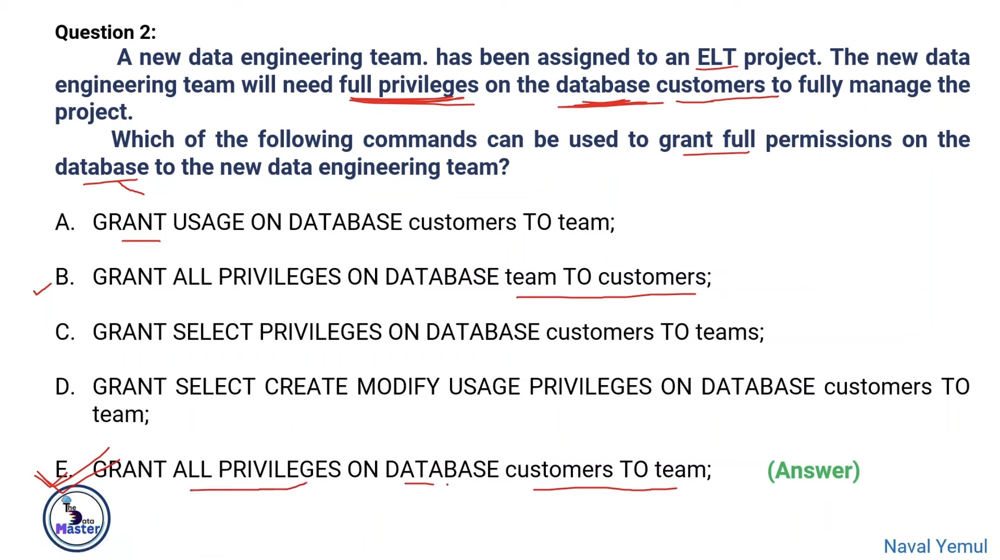 Question 2:
A new data engineering team. has been assigned to an ELT project. The new data
engineering team will need full privileges on the database customers to fully manage the
project.
Which of the following commands can be used to grant full permissions on the
database to the new data engineering team?
A. GRANT USAGE ON DATABASE customers TO team;
B. GRANT ALL PRIVILEGES ON DATABASE team TO customers;
C. GRANT SELECT PRIVILEGES ON DATABASE customers TO teams;
D. GRANT SELECT CREATE MODIFY USAGE PRIVILEGES ON DATABASE customers TO
team;
E. GRANT ALL PRIVILEGES ON DATABASE customers TO team; (Answer)
The
Data
Master
Naval Yemul